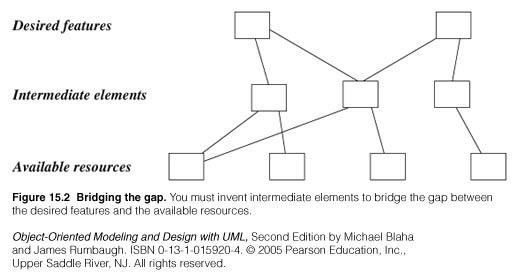 Desired features
Intermediate elements
Available resources
Figure 15.2 Bridging the gap. You must invent intermediate elements to bridge the gap between
the desired features and the available resources.
Object-Oriented Modeling and Design with UML, Second Edition by Michael Blaha
and James Rumbaugh. ISBN 0-13-1-015920-4. © 2005 Pearson Education, Inc.,
Upper Saddle River, NJ. All rights reserved.